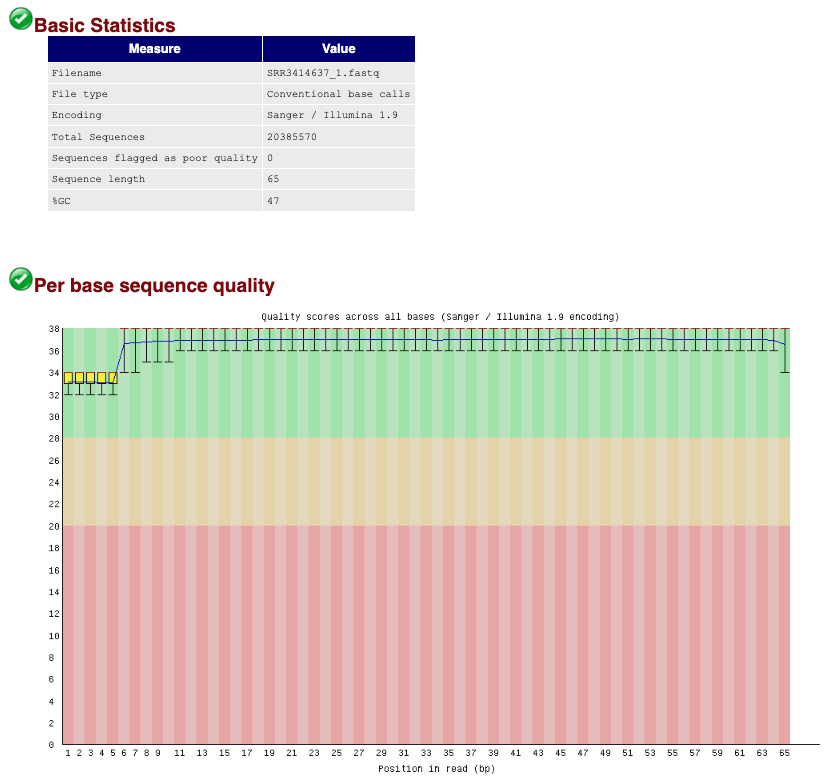 Basic Statistics
Measure Value
Filename SRR3414637_1.fastq
File type Conventional base calls
Encoding Sanger / Illumina 1.9
Total Sequences 20385570
Sequences flagged as poor quality 0
Sequence length 65
%GC 47
Per base sequence quality
Quality scores across all bases (Sanger / Illumina 1.9 encoding)
38
36
34
32
30
28
26
24
22
20
18
16
14
12
10
8
6
4
2
0
1 2 3 4 5 6 7 8 9 11 13 15 17 19 21 23 25 27 29 31 33 35 37 39 41 43 45 47 49 51 53 55 57 59 61 63 65
Position in read (bp)